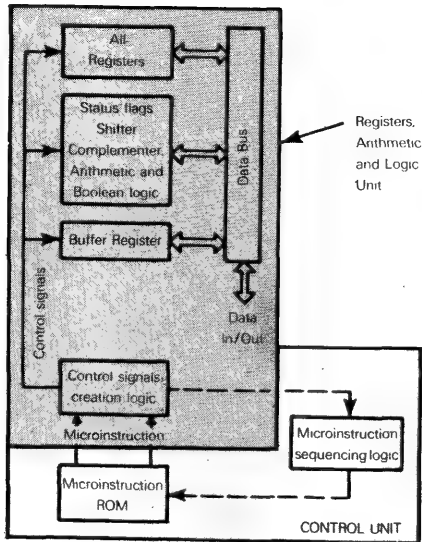 All
Registers
Status flags
Shifter
Complementer,
Arithmetic and
Boolean logic
Buffer Register
Data Bus
Data
In/Out
Control signals
Registers,
Arithmetic
and Logic
Unit
Control signals
creation logic
Microinstruction
Microinstruction
ROM
Microinstruction
sequencing logic
CONTROL UNIT